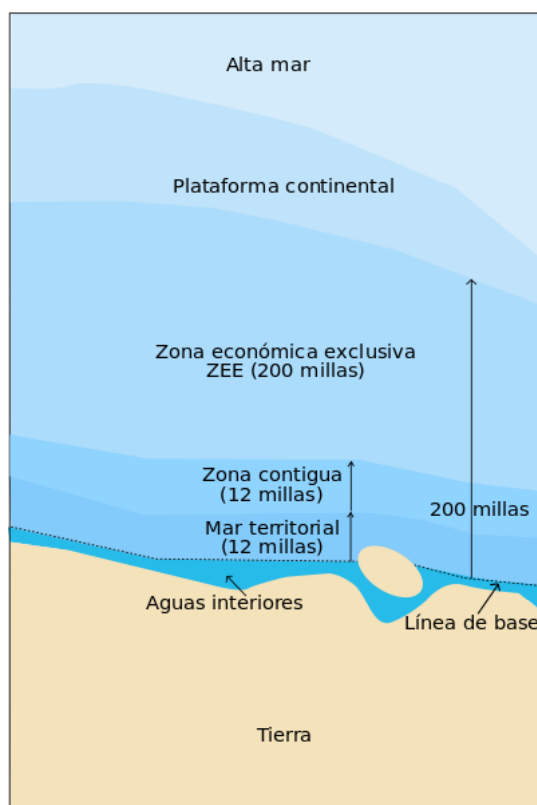 Alta mar
Plataforma continental
Zona económica exclusiva
ZEE (200 millas)
Zona contigua
(12 millas)
200 millas
Mar territorial
(12 millas)
Aguas interiores
Línea de base
Tierra